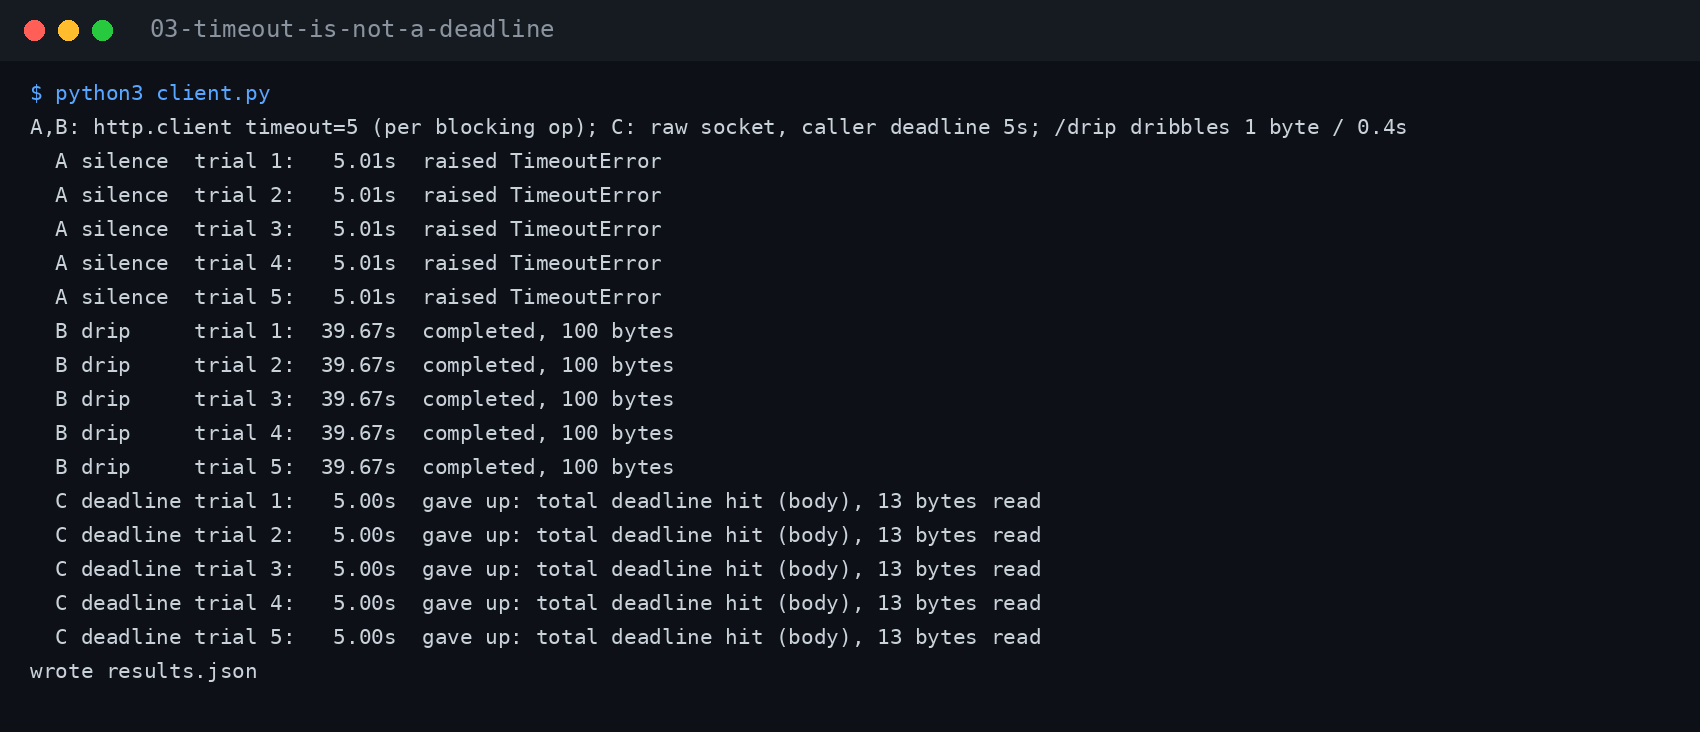 03-timeout-is-not-a-deadline
$ python3 client.py
A,B: http.client timeout=5 (per blocking op); C: raw socket, caller deadline 5s; /drip dribbles 1 byte / 0.4s
  A silence  trial 1:   5.01s  raised TimeoutError
  A silence  trial 2:   5.01s  raised TimeoutError
  A silence  trial 3:   5.01s  raised TimeoutError
  A silence  trial 4:   5.01s  raised TimeoutError
  A silence  trial 5:   5.01s  raised TimeoutError
  B drip     trial 1:  39.67s  completed, 100 bytes
  B drip     trial 2:  39.67s  completed, 100 bytes
  B drip     trial 3:  39.67s  completed, 100 bytes
  B drip     trial 4:  39.67s  completed, 100 bytes
  B drip     trial 5:  39.67s  completed, 100 bytes
  C deadline trial 1:   5.00s  gave up: total deadline hit (body), 13 bytes read
  C deadline trial 2:   5.00s  gave up: total deadline hit (body), 13 bytes read
  C deadline trial 3:   5.00s  gave up: total deadline hit (body), 13 bytes read
  C deadline trial 4:   5.00s  gave up: total deadline hit (body), 13 bytes read
  C deadline trial 5:   5.00s  gave up: total deadline hit (body), 13 bytes read
wrote results.json